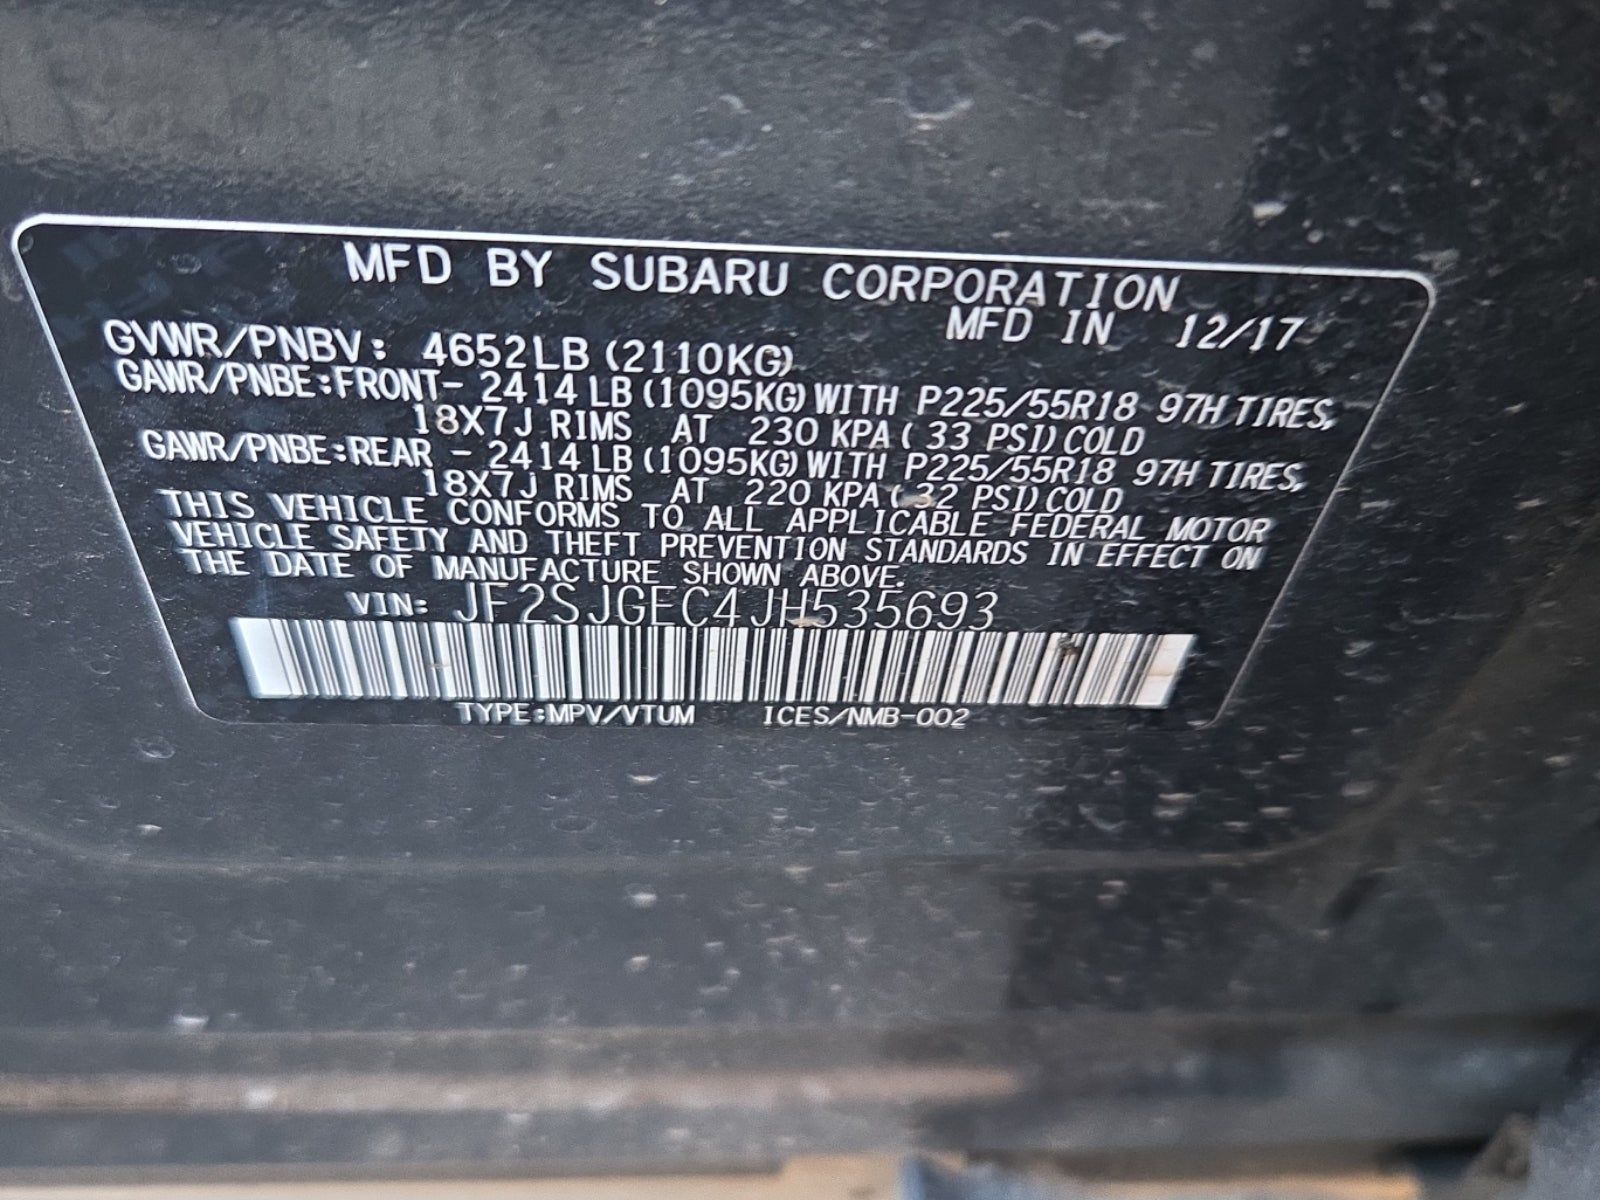 MFD BY SUBARU CORPORATION
MFD IN 12/17
GVWR/PNBV: 4652LB (2110KG)
GAWR/PNBE:FRONT- 2414 LB (1095KG) WITH P225/55R18 97H TIRES,
18X7J RIMS AT 230 KPA ( 33 PSI) COLD
GAWR/PNBE:REAR - 2414 LB (1095KG) WITH P225/55R18 97H TIRES,
18X7J RIMS AT 220 KPA ( 32 PSI) COLD
THIS VEHICLE CONFORMS TO ALL APPLICABLE FEDERAL MOTOR
VEHICLE SAFETY AND THEFT PREVENTION STANDARDS IN EFFECT ON
THE DATE OF MANUFACTURE SHOWN ABOVE.
VIN: JF2SJGEC4JH535693
TYPE:MPV/VTUM ICES/NMB-002